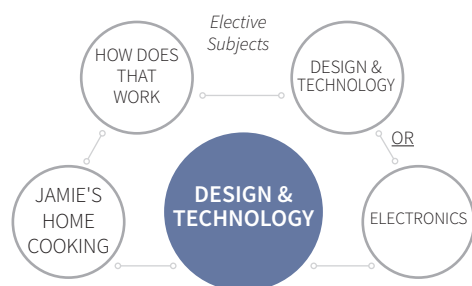 Elective
Subjects
HOW DOES
THAT
WORK
DESIGN &
TECHNOLOGY
OR
JAMIE'S
HOME
COOKING
DESIGN &
TECHNOLOGY
ELECTRONICS